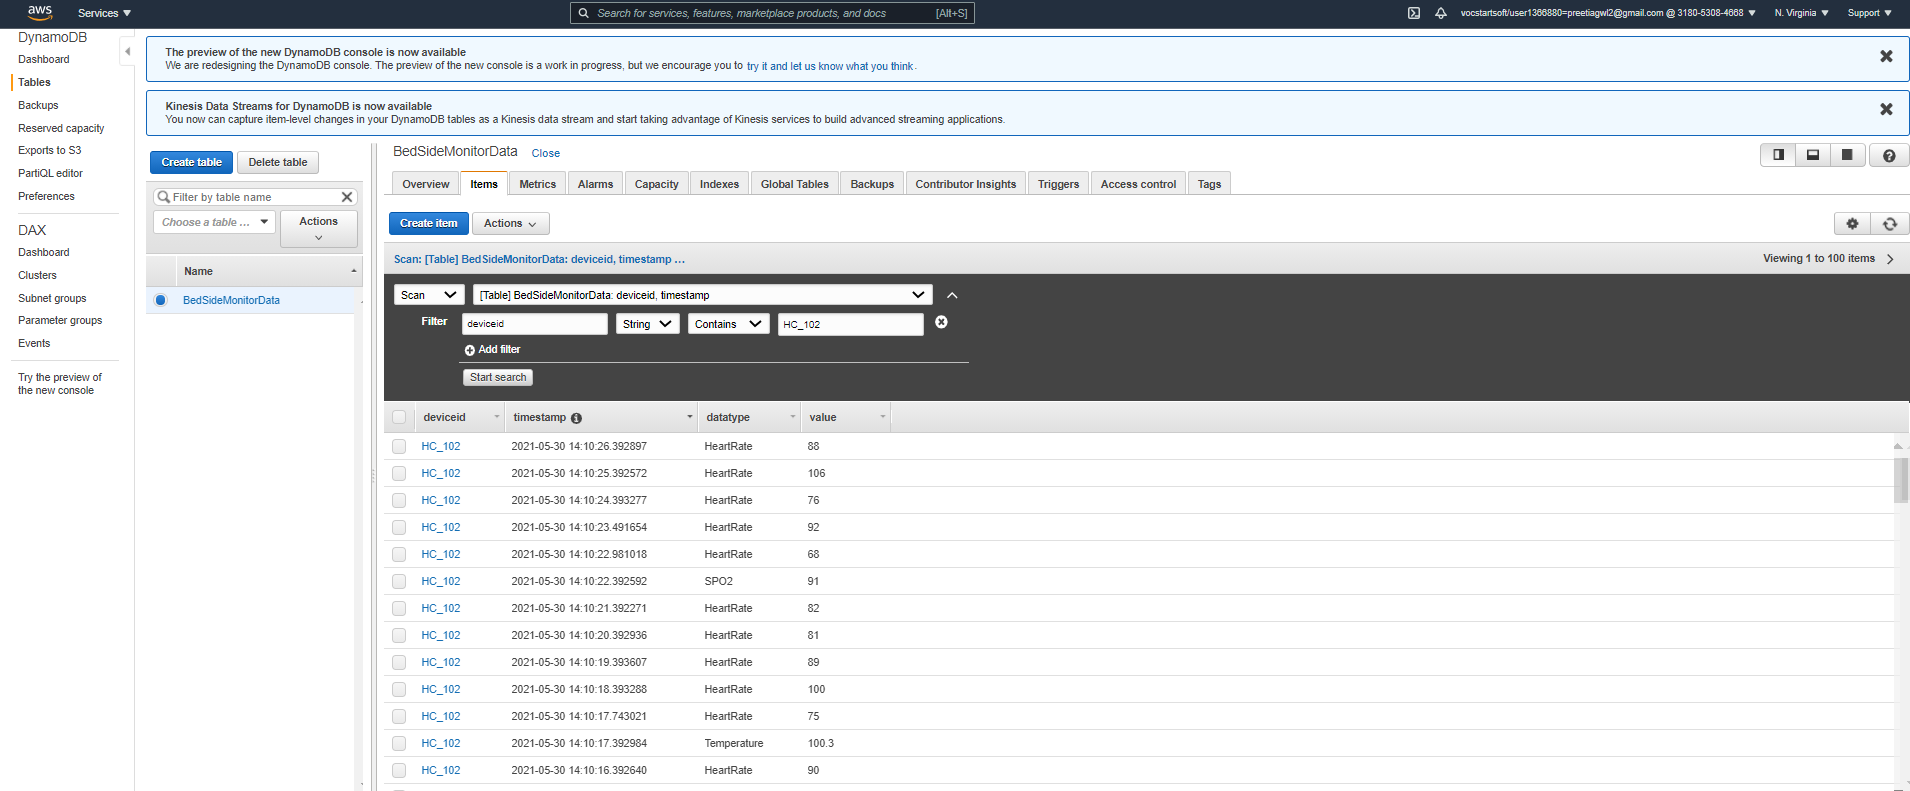 aws Services Search for services, features, marketplace products, and docs [Alt+S] vocstartsoft/user1366880=preetiagwl2@gmail.com @ 3180-5308-4668 N. Virginia Support
DynamoDB
Dashboard
Tables
Backups
Reserved capacity
Exports to S3
PartiQL editor
Preferences
DAX
Dashboard
Clusters
Subnet groups
Parameter groups
Events
Try the preview of
the new console
The preview of the new DynamoDB console is now available
We are redesigning the DynamoDB console. The preview of the new console is a work in progress, but we encourage you to try it and let us know what you think.
Kinesis Data Streams for DynamoDB is now available
You now can capture item-level changes in your DynamoDB tables as a Kinesis data stream and start taking advantage of Kinesis services to build advanced streaming applications.
Create table Delete table
Filter by table name
Choose a table ... Actions
Name
BedSideMonitorData
BedSideMonitorData Close
Overview Items Metrics Alarms Capacity Indexes Global Tables Backups Contributor Insights Triggers Access control Tags
Create item Actions
Scan: [Table] BedSideMonitorData: deviceid, timestamp ... Viewing 1 to 100 items
Scan [Table] BedSideMonitorData: deviceid, timestamp
Filter deviceid String Contains HC_102
Add filter
Start search
deviceid timestamp datatype value
HC_102 2021-05-30 14:10:26.392897 HeartRate 88
HC_102 2021-05-30 14:10:25.392572 HeartRate 106
HC_102 2021-05-30 14:10:24.393277 HeartRate 76
HC_102 2021-05-30 14:10:23.491654 HeartRate 92
HC_102 2021-05-30 14:10:22.981018 HeartRate 68
HC_102 2021-05-30 14:10:22.392592 SPO2 91
HC_102 2021-05-30 14:10:21.392271 HeartRate 82
HC_102 2021-05-30 14:10:20.392936 HeartRate 81
HC_102 2021-05-30 14:10:19.393607 HeartRate 89
HC_102 2021-05-30 14:10:18.393288 HeartRate 100
HC_102 2021-05-30 14:10:17.743021 HeartRate 75
HC_102 2021-05-30 14:10:17.392984 Temperature 100.3
HC_102 2021-05-30 14:10:16.392640 HeartRate 90